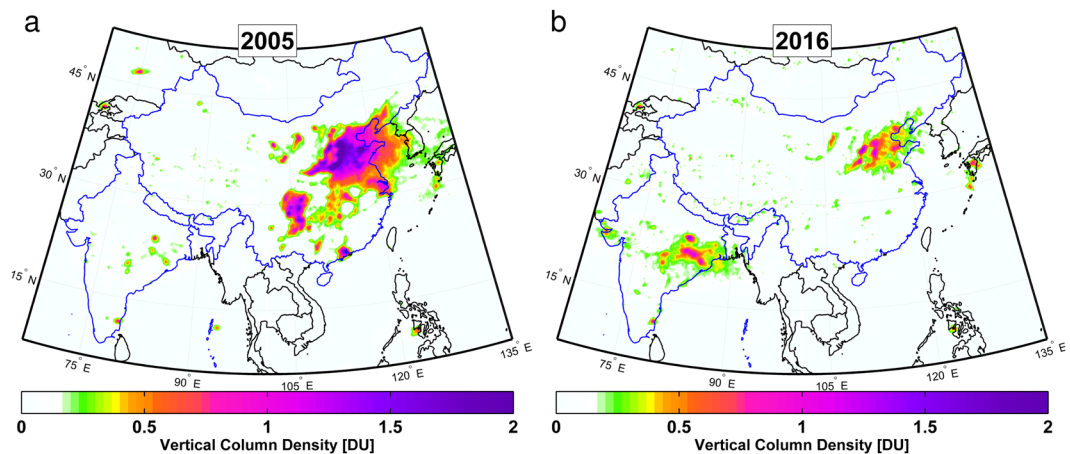 a
2005
45° N
30° N
15° N
75° E
90° E
105° E
120° E
135° E
0 0.5 1 1.5 2
Vertical Column Density [DU]
b
2016
45° N
30° N
15° N
75° E
90° E
105° E
120° E
135° E
0 0.5 1 1.5 2
Vertical Column Density [DU]